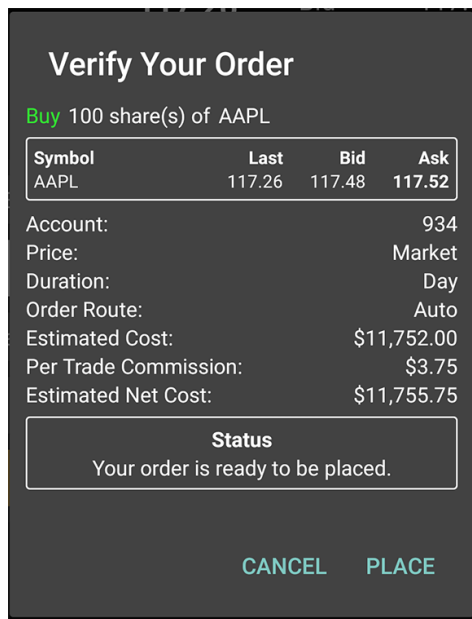 Verify Your Order
Buy 100 share(s) of AAPL
Symbol Last Bid Ask
AAPL 117.26 117.48 117.52
Account: 934
Price: Market
Duration: Day
Order Route: Auto
Estimated Cost: $11,752.00
Per Trade Commission: $3.75
Estimated Net Cost: $11,755.75
Status
Your order is ready to be placed.
CANCEL PLACE